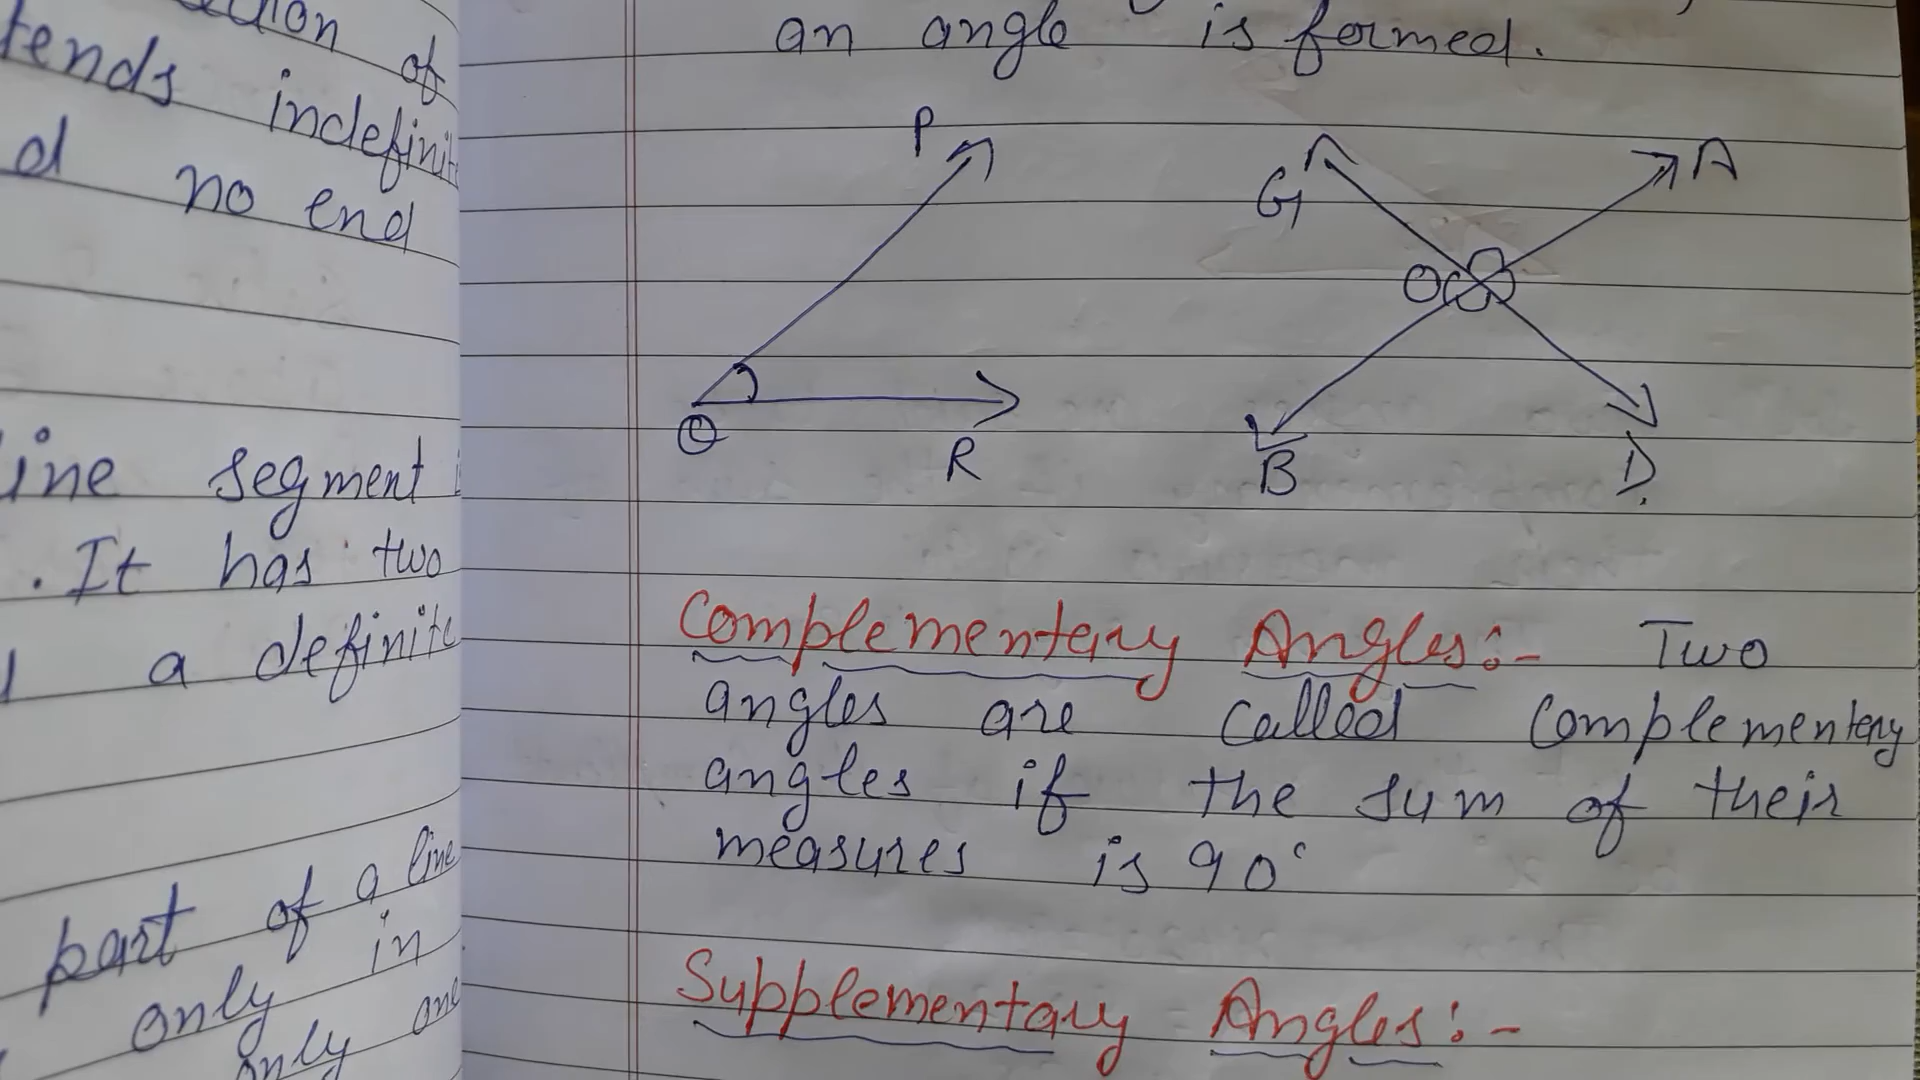 of
tends indefinit
d no end
ine segment
. It has two
a definite
part of a line
only in
only one
an angle is formed.
P
G A
O
O R
B D
Complementary Angles:- Two
angles are called Complementary
angles if the sum of their
measures is 90°
Supplementary Angles:-